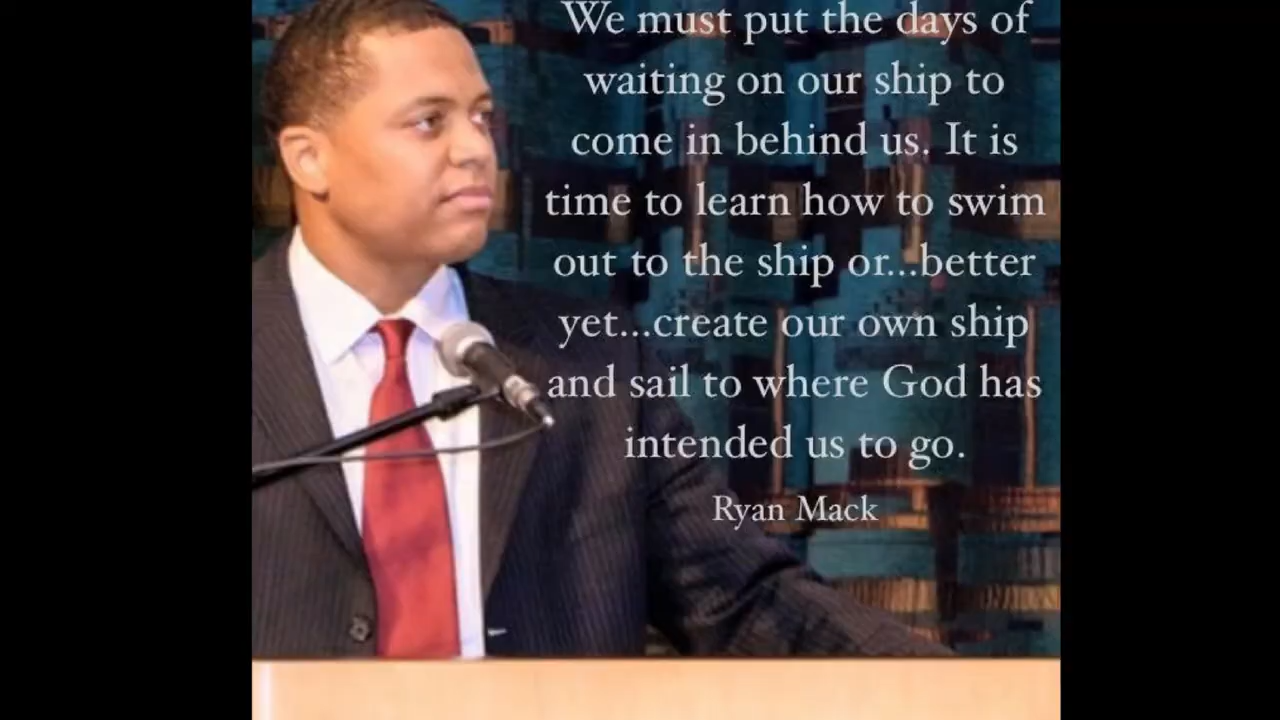 We must put the days of
waiting on our ship to
come in behind us. It is
time to learn how to swim
out to the ship or...better
yet...create our own ship
and sail to where God has
intended us to go.
Ryan Mack